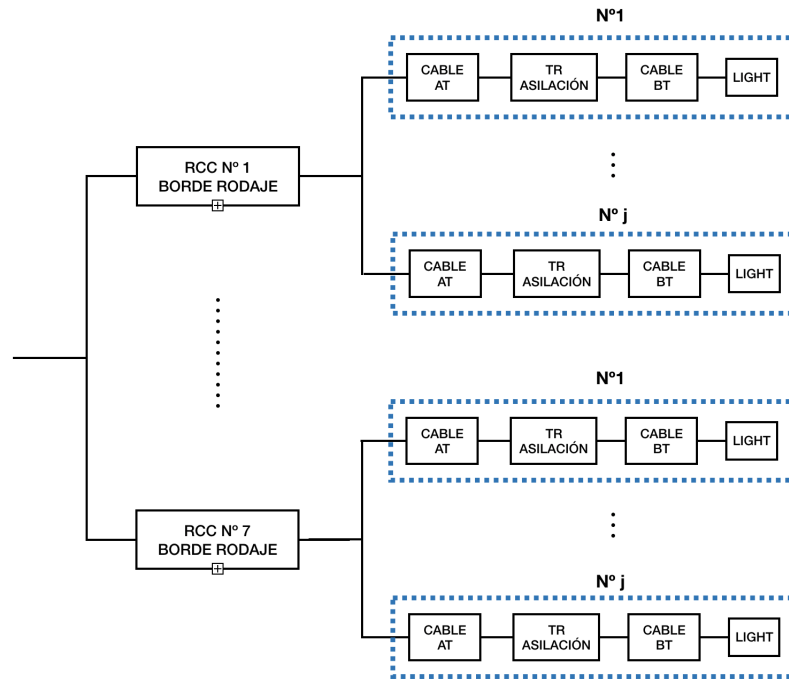 Nº1
CABLE
AT
TR
ASILACIÓN
CABLE
BT
LIGHT
RCC Nº 1
BORDE RODAJE
Nº j
CABLE
AT
TR
ASILACIÓN
CABLE
BT
LIGHT
Nº1
CABLE
AT
TR
ASILACIÓN
CABLE
BT
LIGHT
RCC Nº 7
BORDE RODAJE
Nº j
CABLE
AT
TR
ASILACIÓN
CABLE
BT
LIGHT